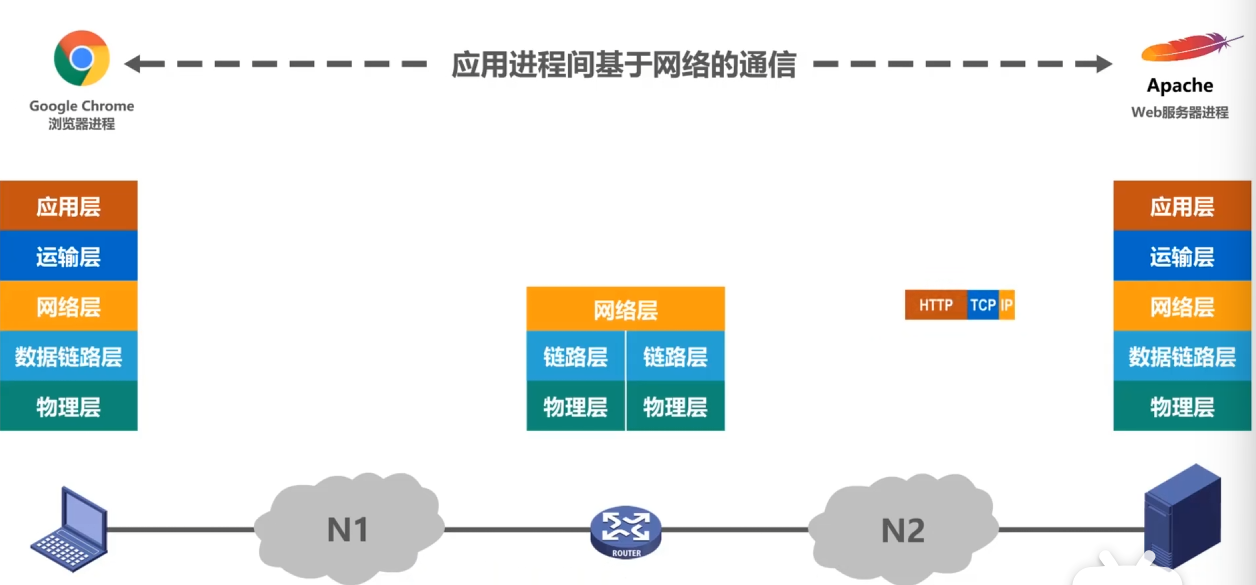 应用进程间基于网络的通信
Google Chrome
浏览器进程
Apache
Web服务器进程
应用层
运输层
网络层
数据链路层
物理层
网络层
链路层 链路层
物理层 物理层
HTTP TCP IP
应用层
运输层
网络层
数据链路层
物理层
N1
ROUTER
N2